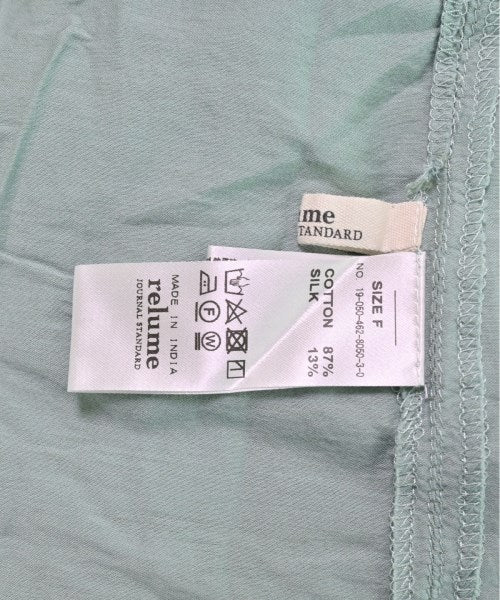 ume
STANDARD
SIZE F
NO. 19-050-462-8050-3-0
COTTON 87%
SILK 13%
F W
relume
JOURNAL STANDARD
MADE IN INDIA